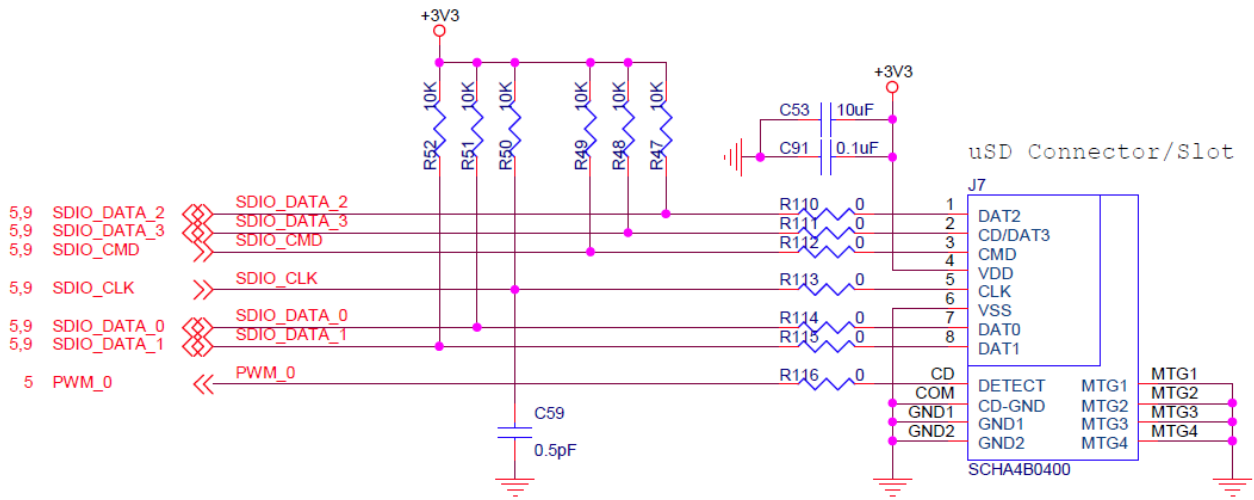 +3V3
10K 10K 10K 10K 10K 10K
R52 R51 R50 R49 R48 R47
+3V3
C53 10uF
C91 0.1uF
uSD Connector/Slot
J7
5,9 SDIO_DATA_2 SDIO_DATA_2 R110 0 1 DAT2
5,9 SDIO_DATA_3 SDIO_DATA_3 R111 0 2 CD/DAT3
5,9 SDIO_CMD SDIO_CMD R112 0 3 CMD
4 VDD
5,9 SDIO_CLK SDIO_CLK R113 0 5 CLK
6 VSS
5,9 SDIO_DATA_0 SDIO_DATA_0 R114 0 7 DAT0
5,9 SDIO_DATA_1 SDIO_DATA_1 R115 0 8 DAT1
5 PWM_0 PWM_0 R116 0 CD DETECT MTG1 MTG1
COM CD-GND MTG2 MTG2
GND1 GND1 MTG3 MTG3
GND2 GND2 MTG4 MTG4
C59
0.5pF
SCHA4B0400